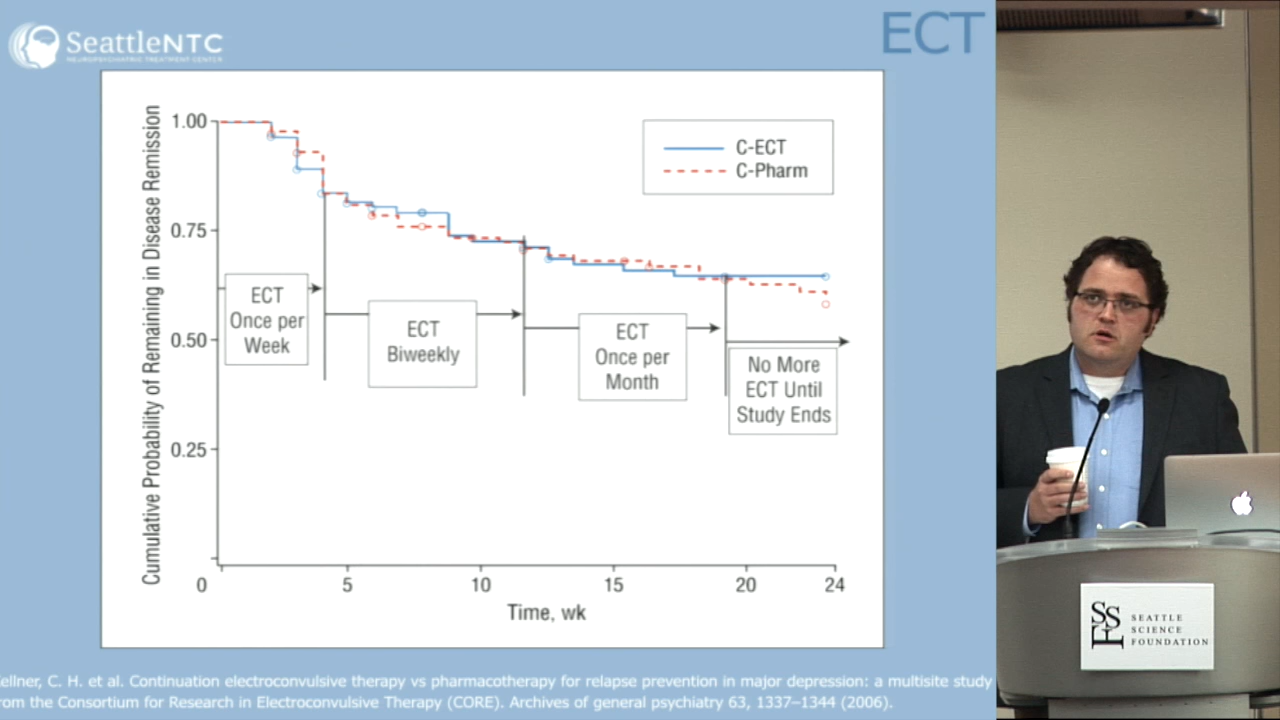 SeattleNTC
NEUROPSYCHIATRIC TREATMENT CENTER
ECT
Cumulative Probability of Remaining in Disease Remission
1.00
0.75
0.50
0.25
0
C-ECT
C-Pharm
ECT
Once per
Week
ECT
Biweekly
ECT
Once per
Month
No More
ECT Until
Study Ends
5
10
15
20
24
Time, wk
ellner, C. H. et al. Continuation electroconvulsive therapy vs pharmacotherapy for relapse prevention in major depression: a multisite study
rom the Consortium for Research in Electroconvulsive Therapy (CORE). Archives of general psychiatry 63, 1337–1344 (2006).
SSF
SEATTLE
SCIENCE
FOUNDATION